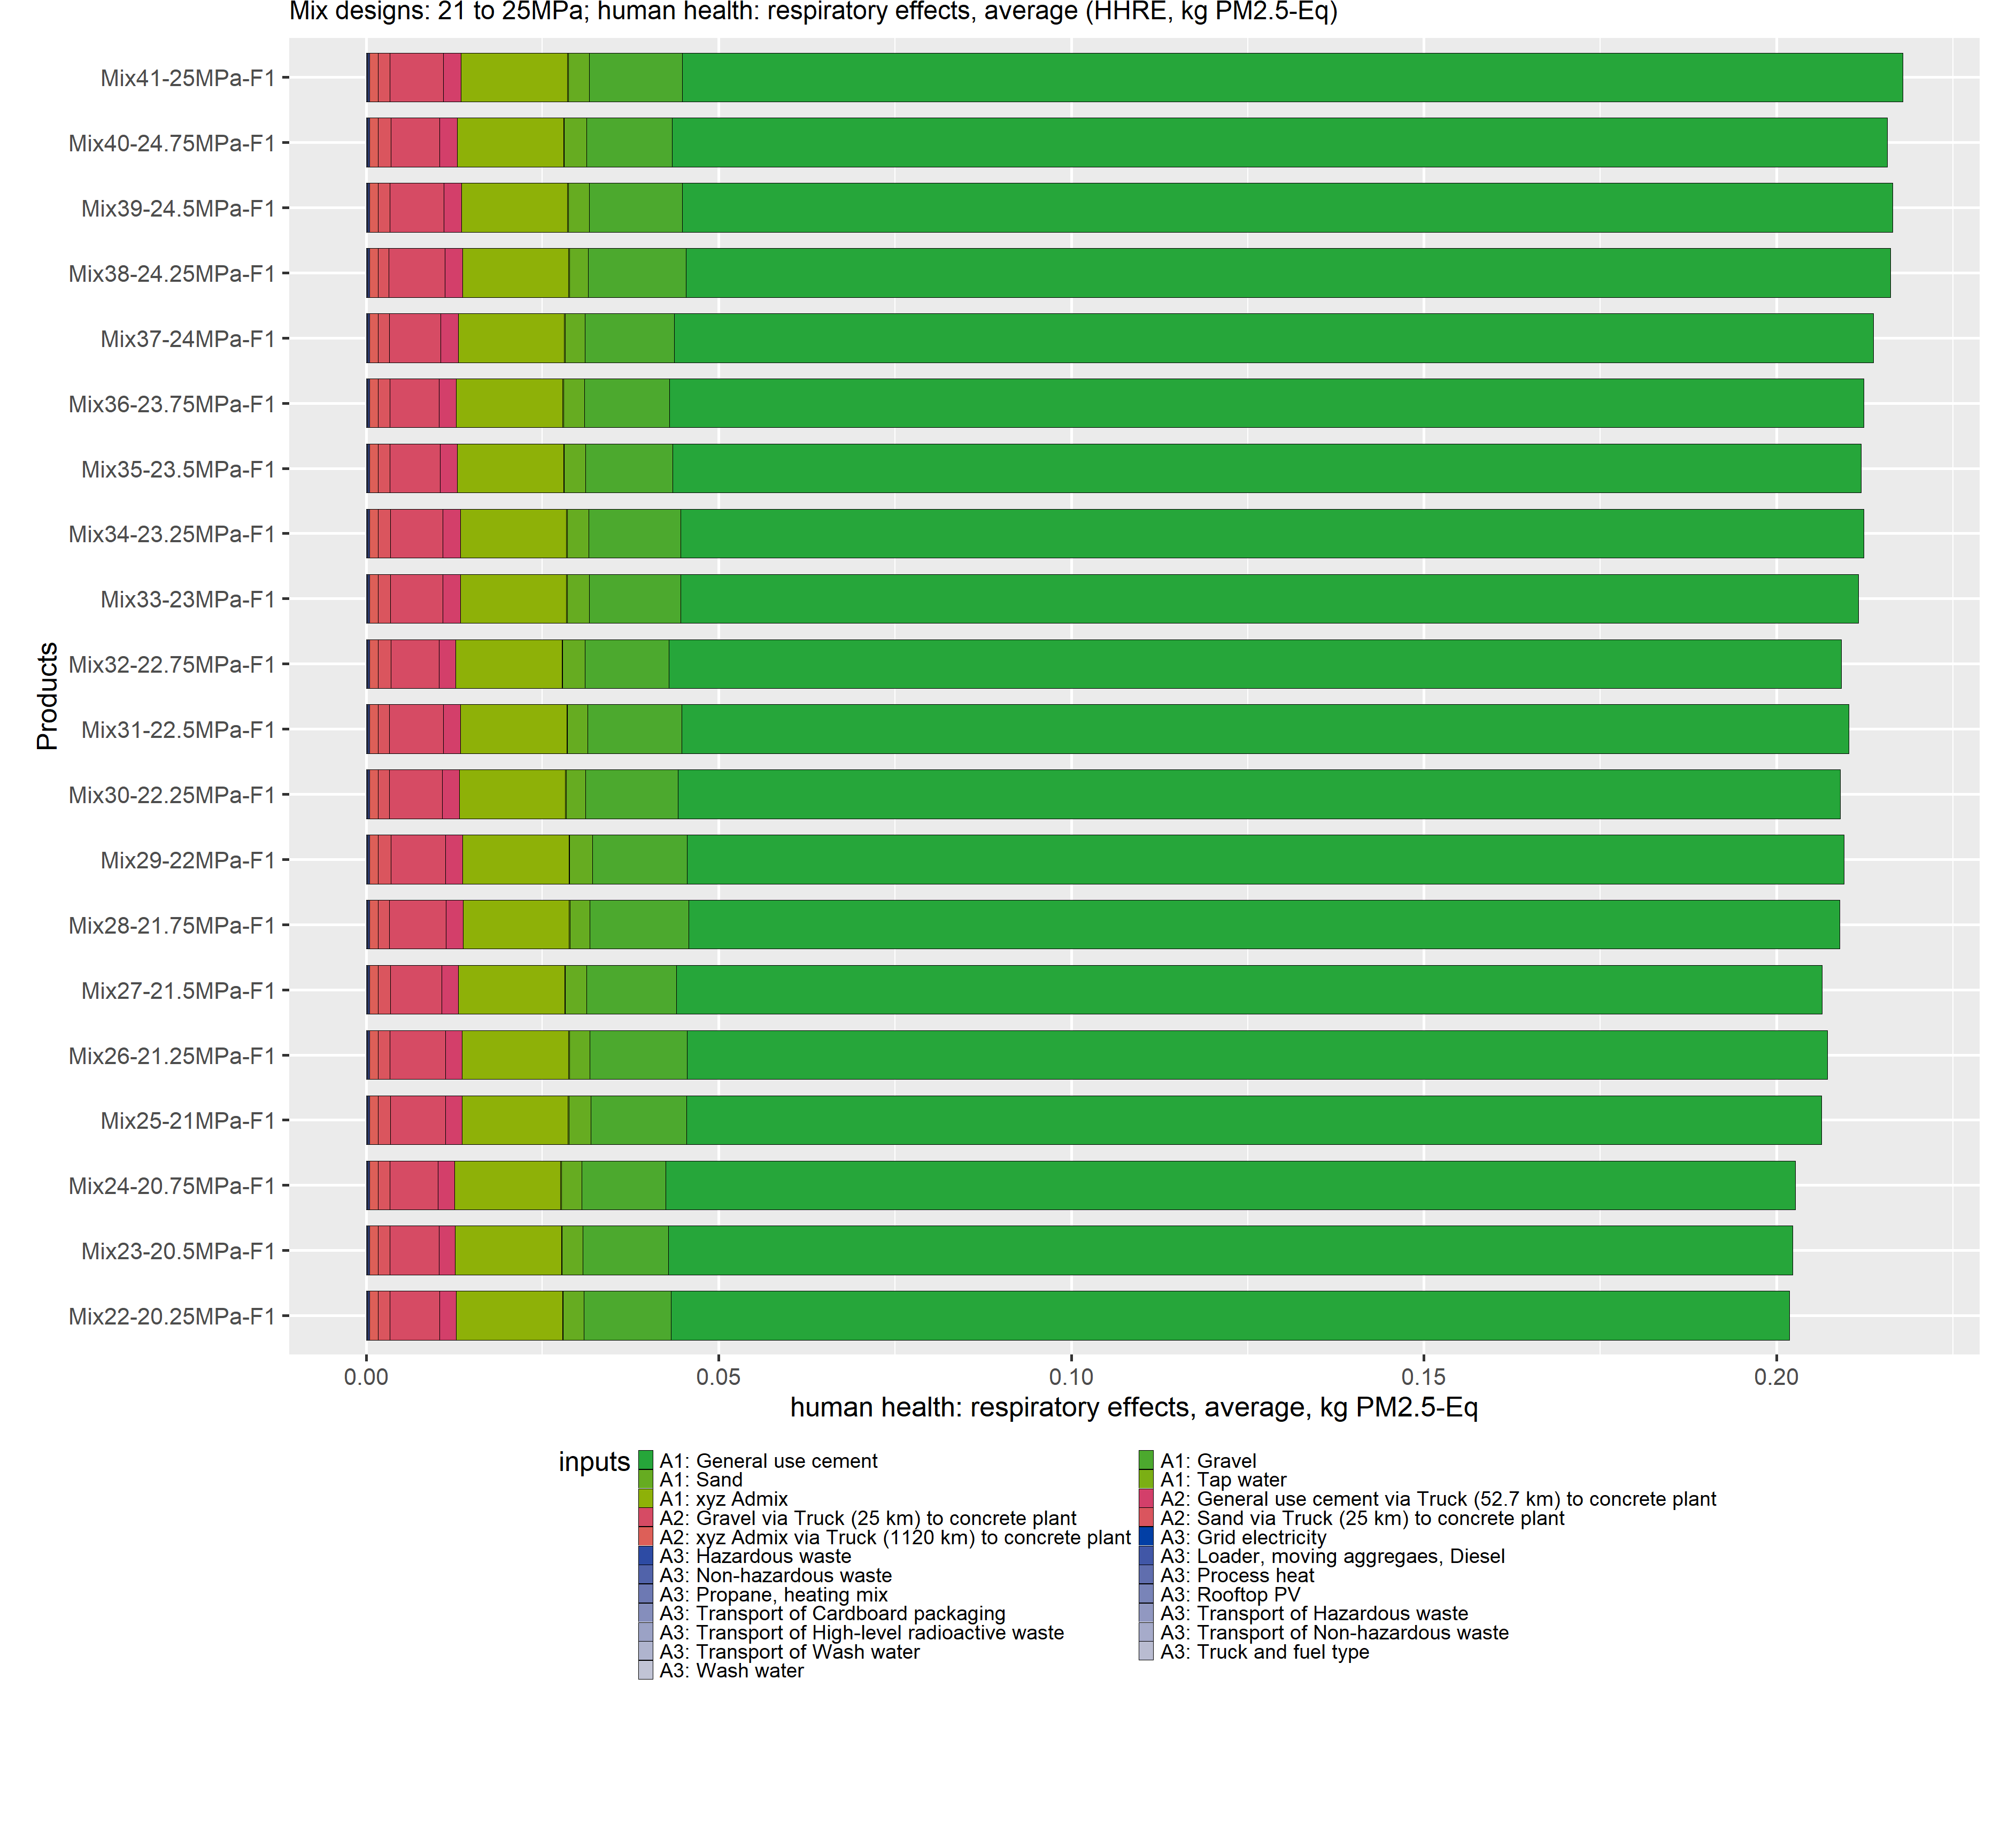 Mix designs: 21 to 25MPa; human health: respiratory effects, average (HHRE, kg PM2.5-Eq)
Mix41-25MPa-F1
Mix40-24.75MPa-F1
Mix39-24.5MPa-F1
Mix38-24.25MPa-F1
Mix37-24MPa-F1
Mix36-23.75MPa-F1
Mix35-23.5MPa-F1
Mix34-23.25MPa-F1
Mix33-23MPa-F1
Mix32-22.75MPa-F1
Mix31-22.5MPa-F1
Mix30-22.25MPa-F1
Mix29-22MPa-F1
Mix28-21.75MPa-F1
Mix27-21.5MPa-F1
Mix26-21.25MPa-F1
Mix25-21MPa-F1
Mix24-20.75MPa-F1
Mix23-20.5MPa-F1
Mix22-20.25MPa-F1
Products
0.00 0.05 0.10 0.15 0.20
human health: respiratory effects, average, kg PM2.5-Eq
inputs
A1: General use cement A1: Gravel
A1: Sand A1: Tap water
A1: xyz Admix A2: General use cement via Truck (52.7 km) to concrete plant
A2: Gravel via Truck (25 km) to concrete plant A2: Sand via Truck (25 km) to concrete plant
A2: xyz Admix via Truck (1120 km) to concrete plant A3: Grid electricity
A3: Hazardous waste A3: Loader, moving aggregaes, Diesel
A3: Non-hazardous waste A3: Process heat
A3: Propane, heating mix A3: Rooftop PV
A3: Transport of Cardboard packaging A3: Transport of Hazardous waste
A3: Transport of High-level radioactive waste A3: Transport of Non-hazardous waste
A3: Transport of Wash water A3: Truck and fuel type
A3: Wash water